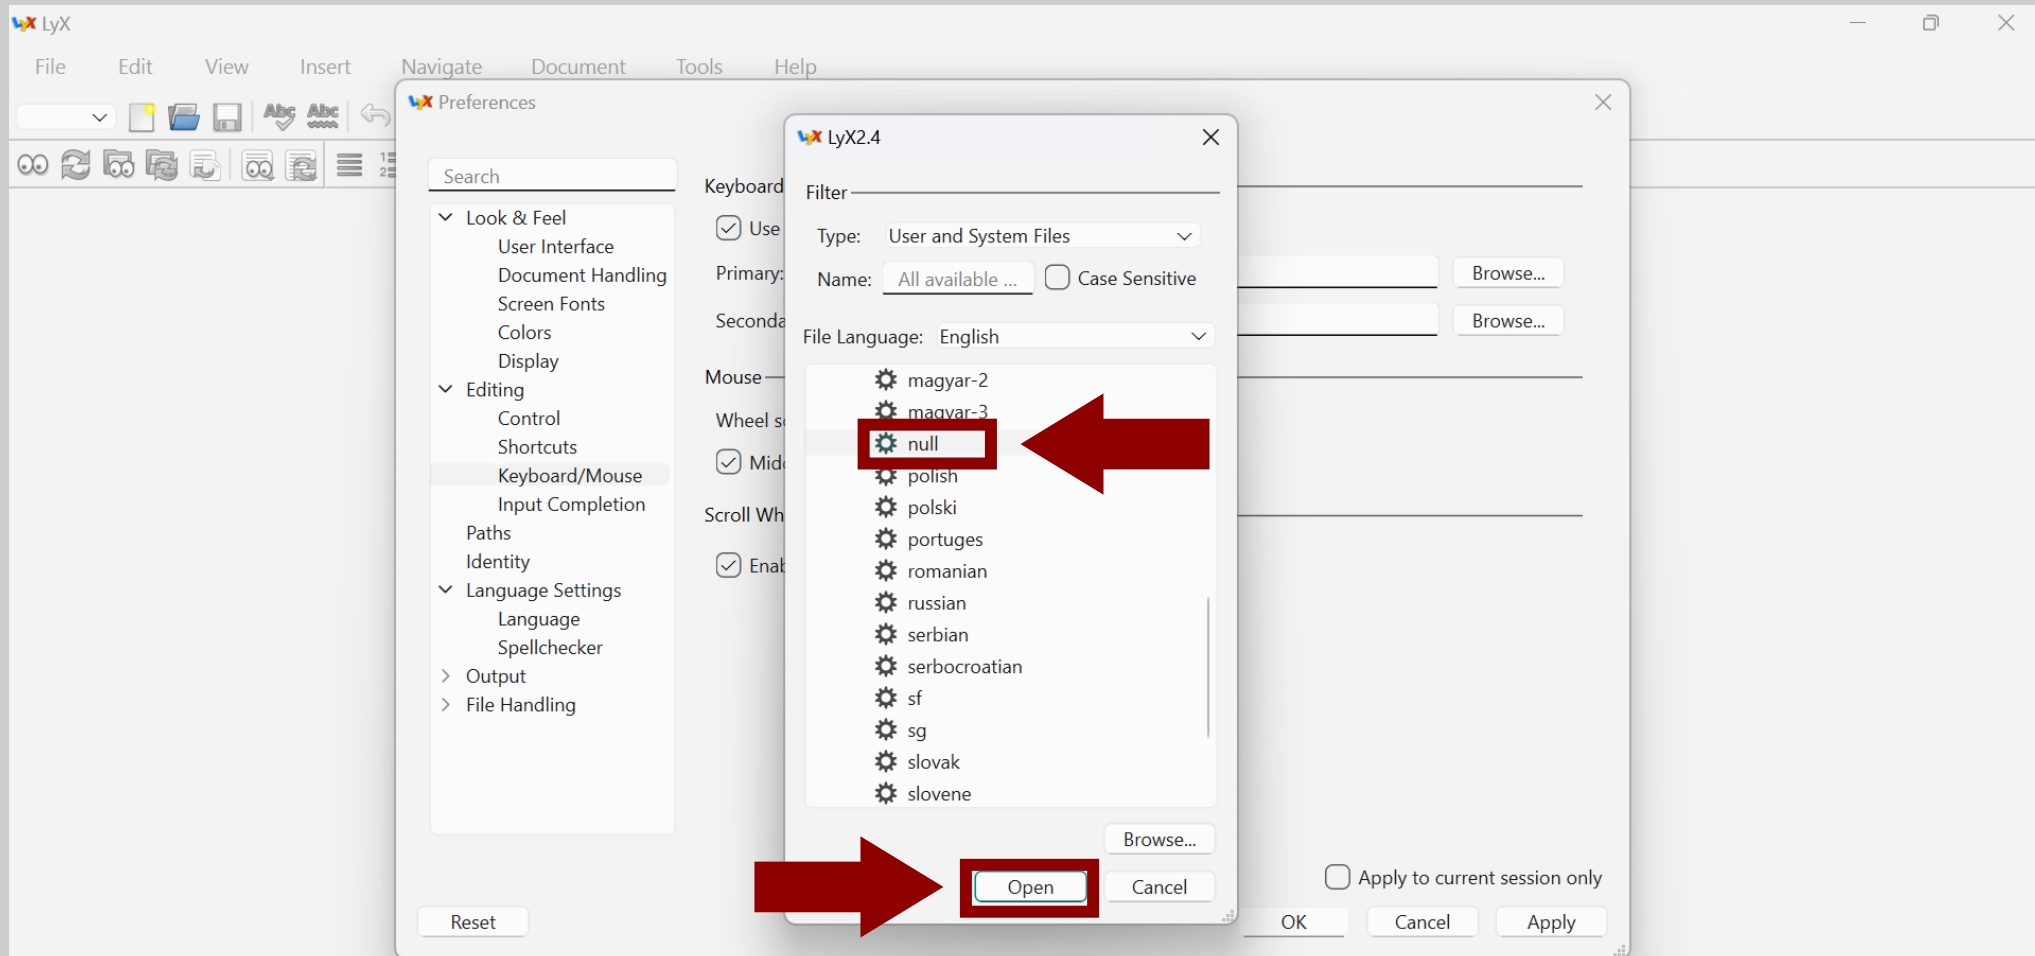 LyX
File Edit View Insert Navigate Document Tools Help
Preferences
Search
Look & Feel
User Interface
Document Handling
Screen Fonts
Colors
Display
Editing
Control
Shortcuts
Keyboard/Mouse
Input Completion
Paths
Identity
Language Settings
Language
Spellchecker
Output
File Handling
Reset
Keyboard
Use
Primary:
Browse...
Seconda
Browse...
Mouse
Wheel s
Mid
Scroll Wh
Enab
LyX2.4
Filter
Type: User and System Files
Name: All available ... Case Sensitive
File Language: English
magyar-2
magyar-3
null
polish
polski
portuges
romanian
russian
serbian
serbocroatian
sf
sg
slovak
slovene
Browse...
Open Cancel
Apply to current session only
OK Cancel Apply